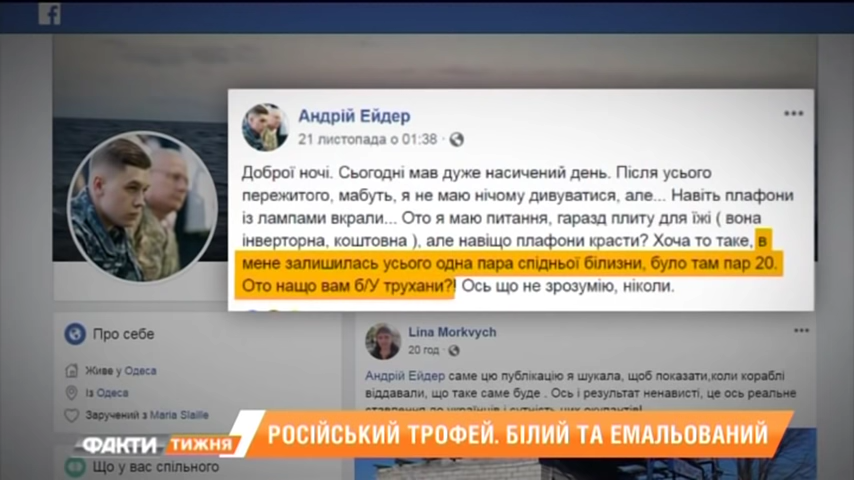 Андрій Ейдер
21 листопада о 01:38 ·
Доброї ночі. Сьогодні мав дуже насичений день. Після усього
пережитого, мабуть, я не маю нічому дивуватися, але... Навіть плафони
із лампами вкрали... Ото я маю питання, гаразд плиту для їжі ( вона
інверторна, коштовна ), але навіщо плафони красти? Хоча то таке, в
мене залишилась усього одна пара спідньої білизни, було там пар 20.
Ото нащо вам б/У трухани?! Ось що не зрозумію, ніколи.
Про себе
Живе у Одеса
Із Одеса
Заручений з Maria Slaille
Що у вас спільного
Lina Morkvych
20 год ·
Андрій Ейдер саме цю публікацію я шукала, щоб показати,коли кораблі
віддавали, що таке саме буде . Ось і результат ненависті, це ось реальне
ФАКТИ ТИЖНЯ
РОСІЙСЬКИЙ ТРОФЕЙ. БІЛИЙ ТА ЕМАЛЬОВАНИЙ